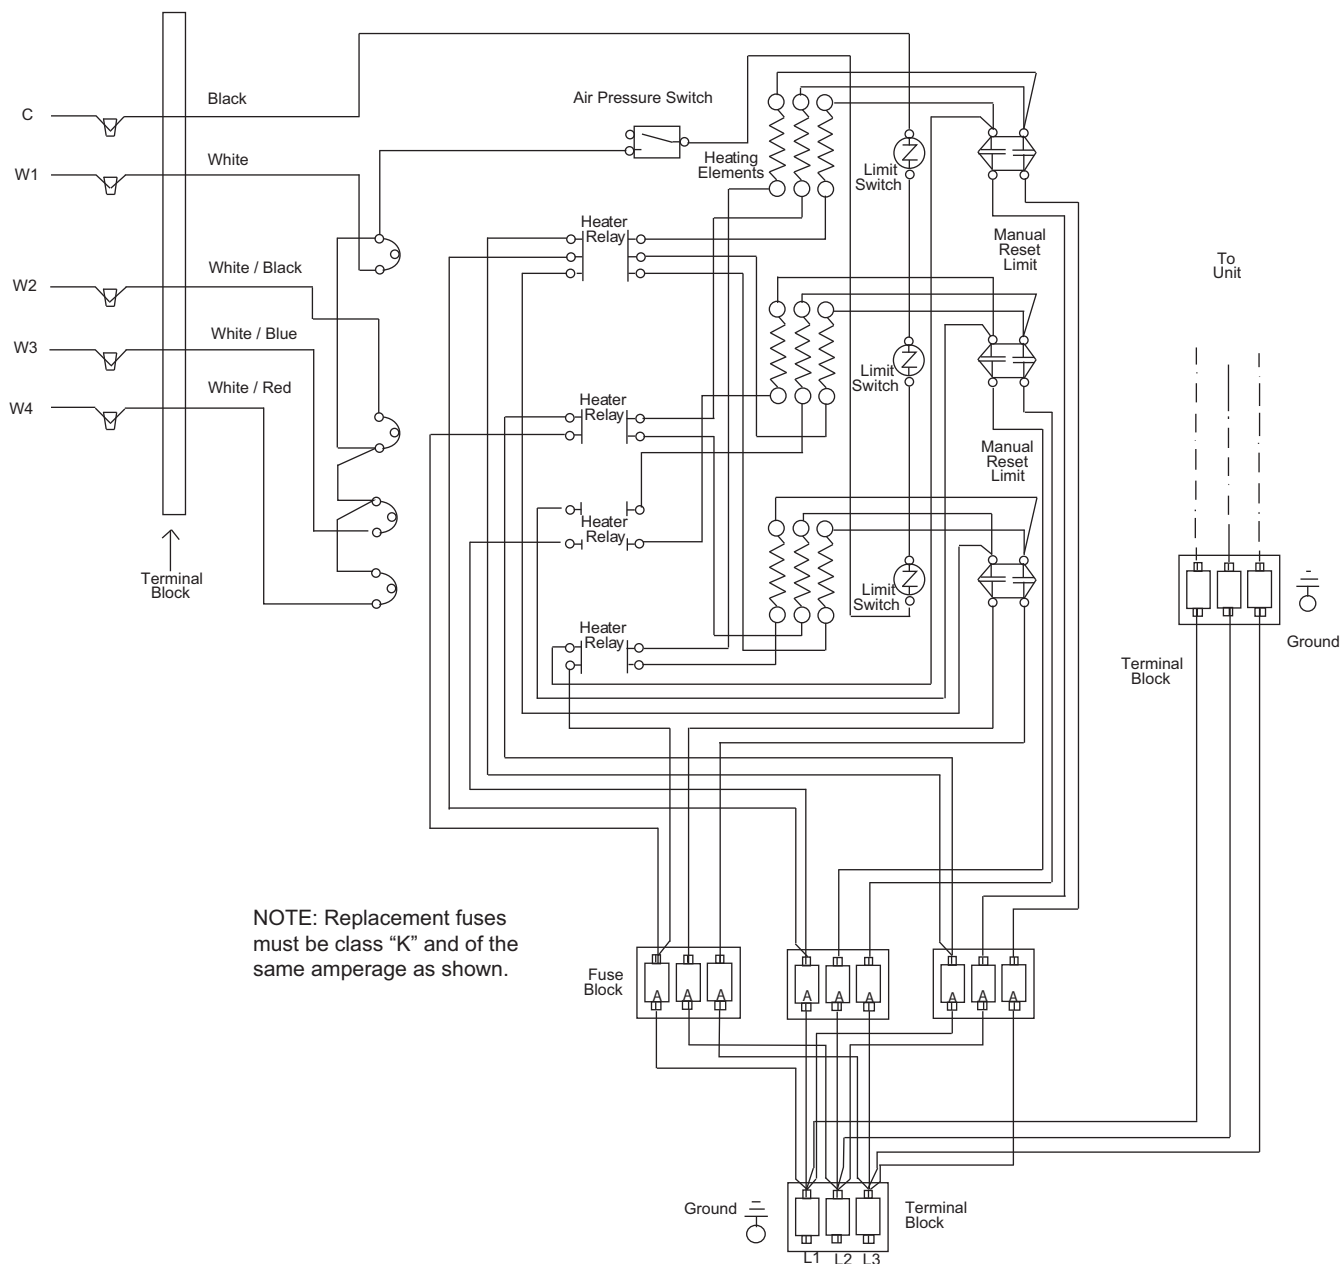 C
Black
Air Pressure Switch
W1
White
Heating
Elements
Limit
Switch
Heater
Relay
Manual
Reset
Limit
To
Unit
W2
White / Black
W3
White / Blue
W4
White / Red
Heater
Relay
Limit
Switch
Manual
Reset
Limit
Heater
Relay
Terminal
Block
Limit
Switch
Heater
Relay
Ground
Terminal
Block
NOTE: Replacement fuses
must be class “K” and of the
same amperage as shown.
Fuse
Block
A
A
A
A
A
A
A
A
A
Ground
Terminal
Block
L1
L2
L3